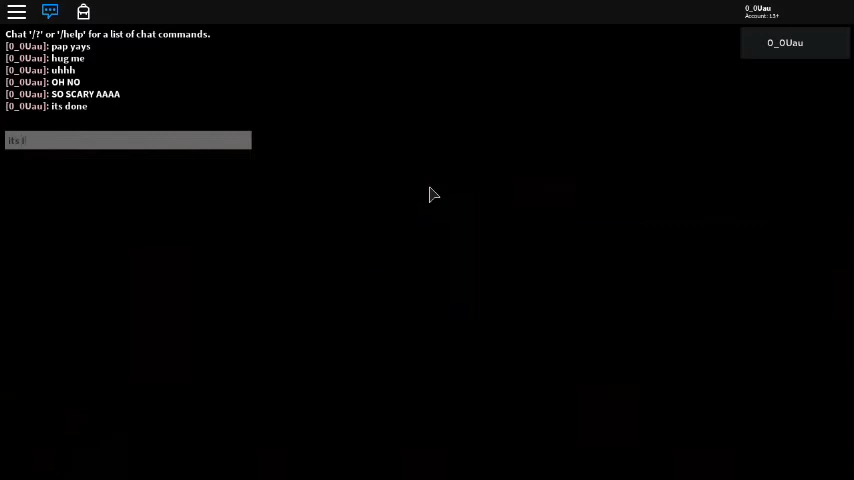 0_0Uau
Account: 13+
0_0Uau
Chat '/?' or '/help' for a list of chat commands.
[0_0Uau]: pap yays
[0_0Uau]: hug me
[0_0Uau]: uhhh
[0_0Uau]: OH NO
[0_0Uau]: SO SCARY AAAA
[0_0Uau]: its done
its